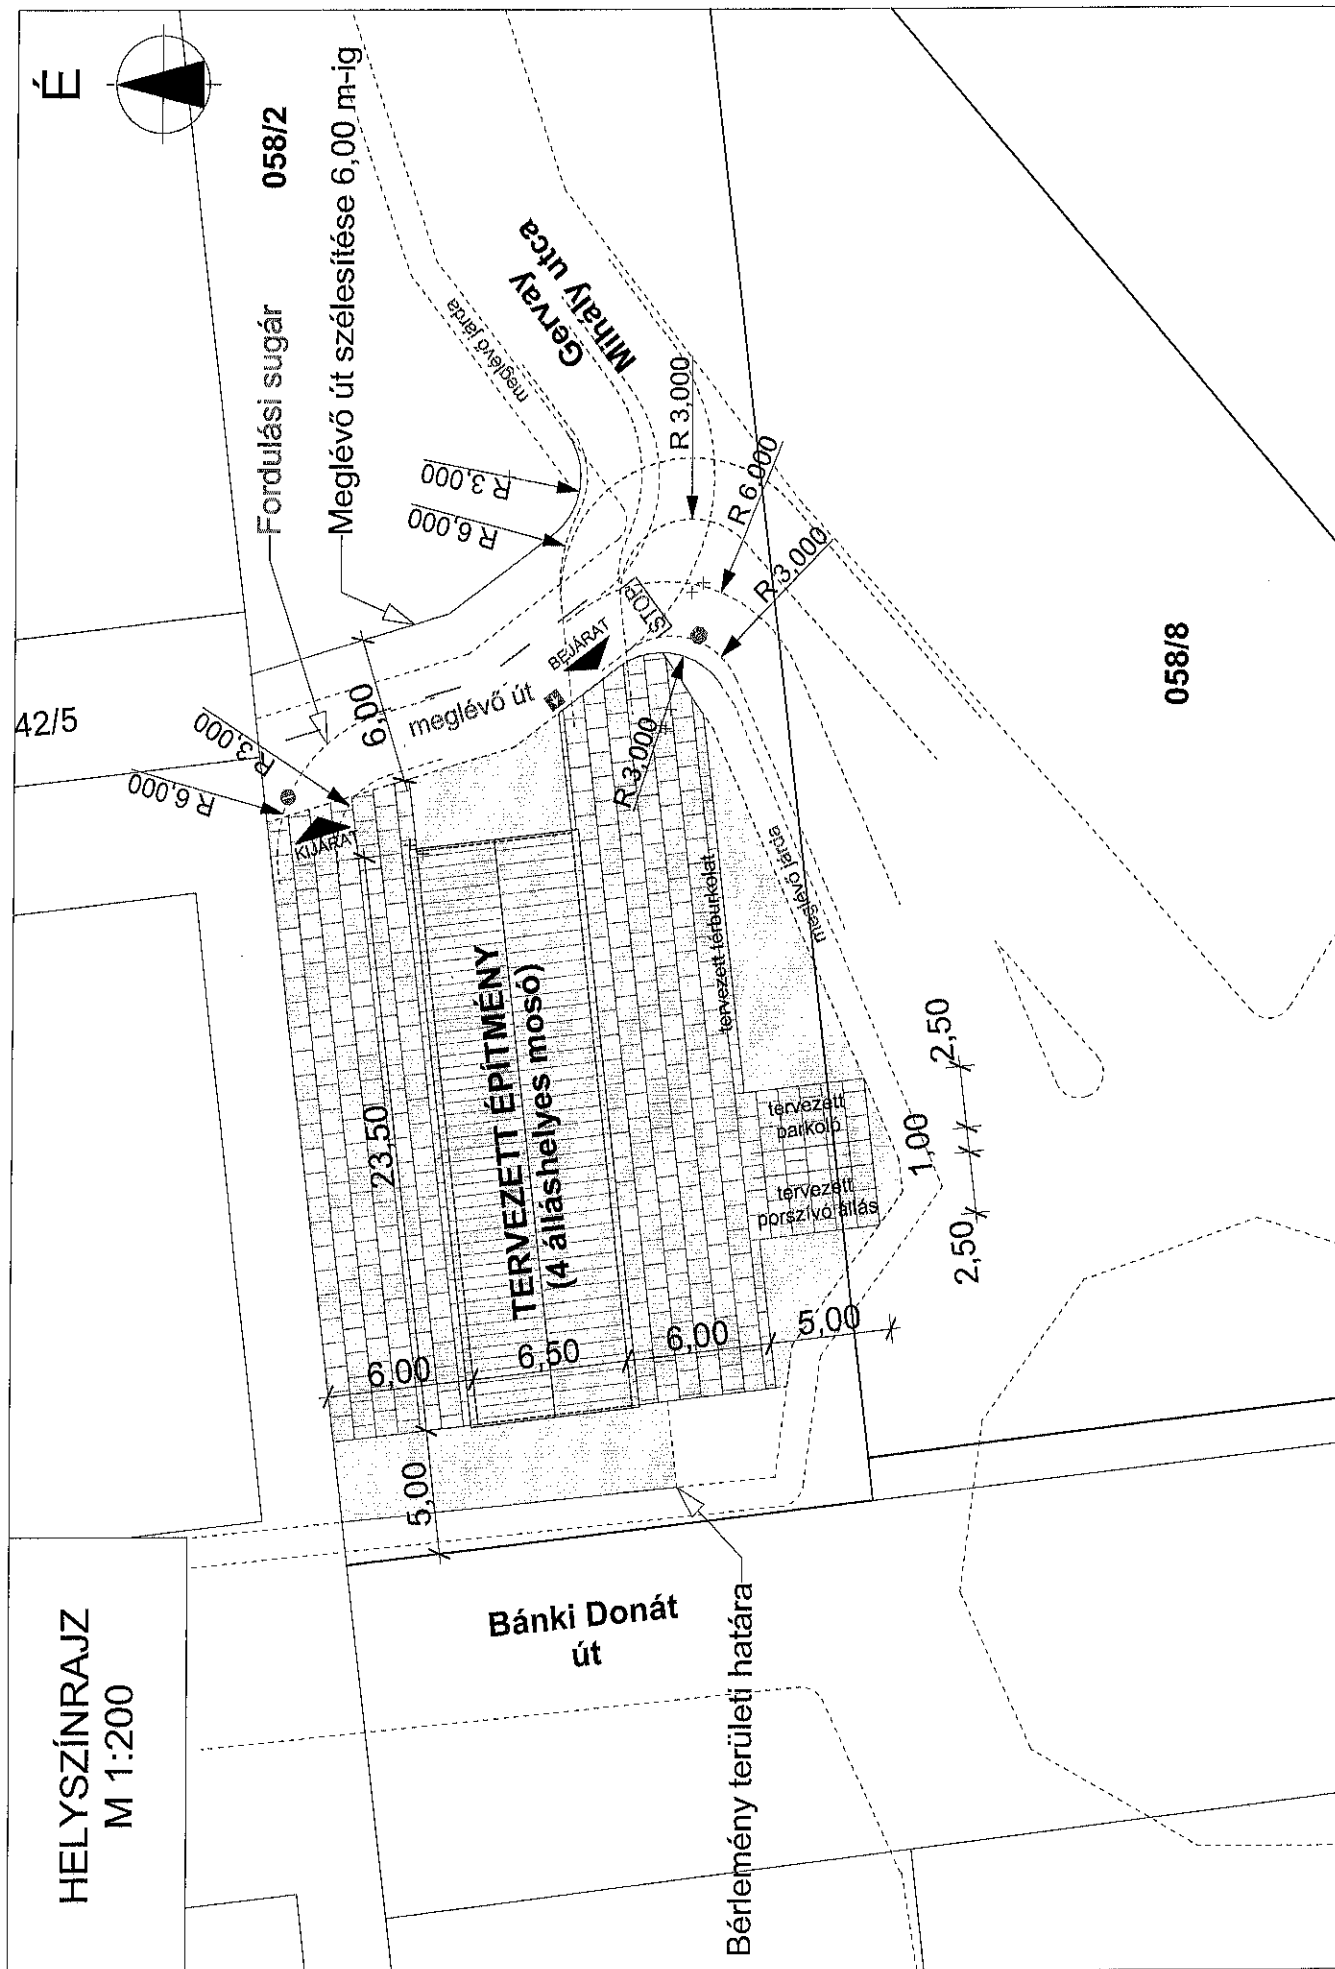 HELYSZÍNRAJZ
M 1:200
É
058/2
42/5
Fordulási sugár
Meglévő út szélesítése 6,00 m-ig
meglévő járda
Gervay
Mihály utca
R 3,000
R 6,000
R 3,000
R 6,000
R 3,000
R 3,000
R 6,000
R 3,000
6,00
meglévő út
BEJÁRAT
STOP
KIJÁRAT
23,50
TERVEZETT ÉPÍTMÉNY
(4 álláshelyes mosó)
tervezett térburkolat
meglévő járda
tervezett
parkoló
tervezett
porszívó állás
6,00
6,50
6,00
5,00
5,00
2,50
1,00
2,50
Bánki Donát
út
Bérlemény területi határa
058/8